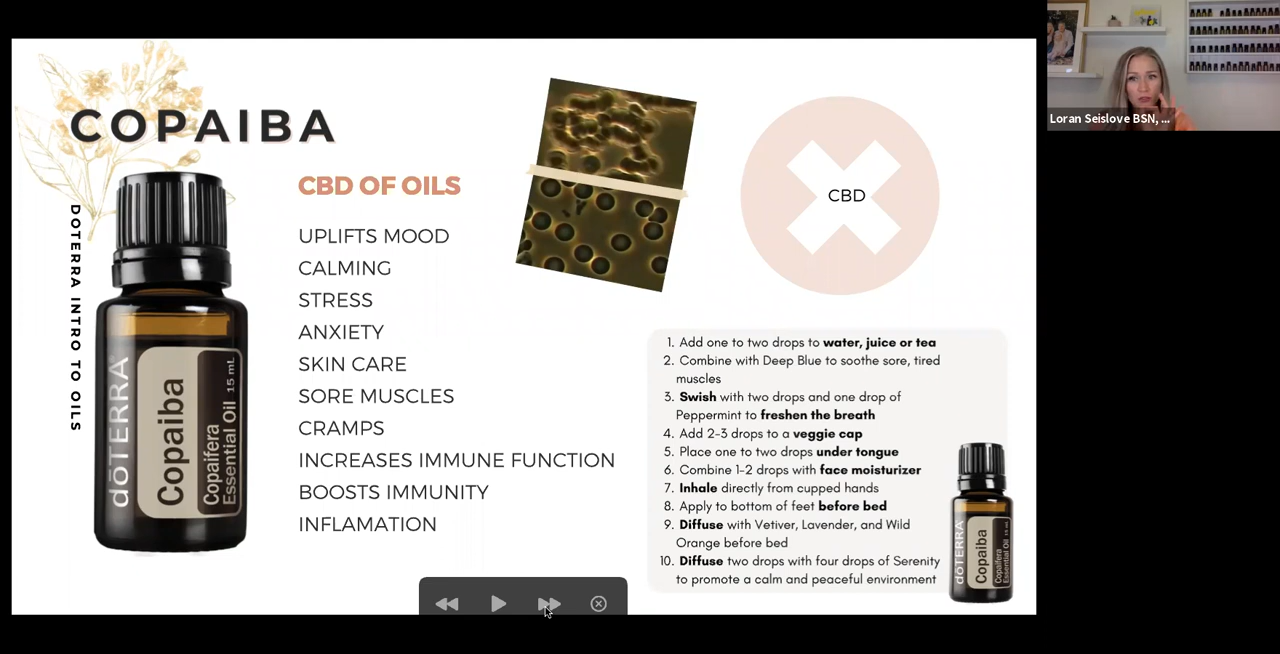 COPAIBA
DOTERRA INTRO TO OILS
CBD OF OILS
UPLIFTS MOOD
CALMING
STRESS
ANXIETY
SKIN CARE
SORE MUSCLES
CRAMPS
INCREASES IMMUNE FUNCTION
BOOSTS IMMUNITY
INFLAMATION
dōTERRA
Copaiba
Copaifera
Essential Oil 15 mL
CBD
1. Add one to two drops to water, juice or tea
2. Combine with Deep Blue to soothe sore, tired
muscles
3. Swish with two drops and one drop of
Peppermint to freshen the breath
4. Add 2-3 drops to a veggie cap
5. Place one to two drops under tongue
6. Combine 1-2 drops with face moisturizer
7. Inhale directly from cupped hands
8. Apply to bottom of feet before bed
9. Diffuse with Vetiver, Lavender, and Wild
Orange before bed
10. Diffuse two drops with four drops of Serenity
to promote a calm and peaceful environment
dōTERRA
Copaiba
Copaifera
Essential Oil 15 mL
Loran Seislove BSN, ...